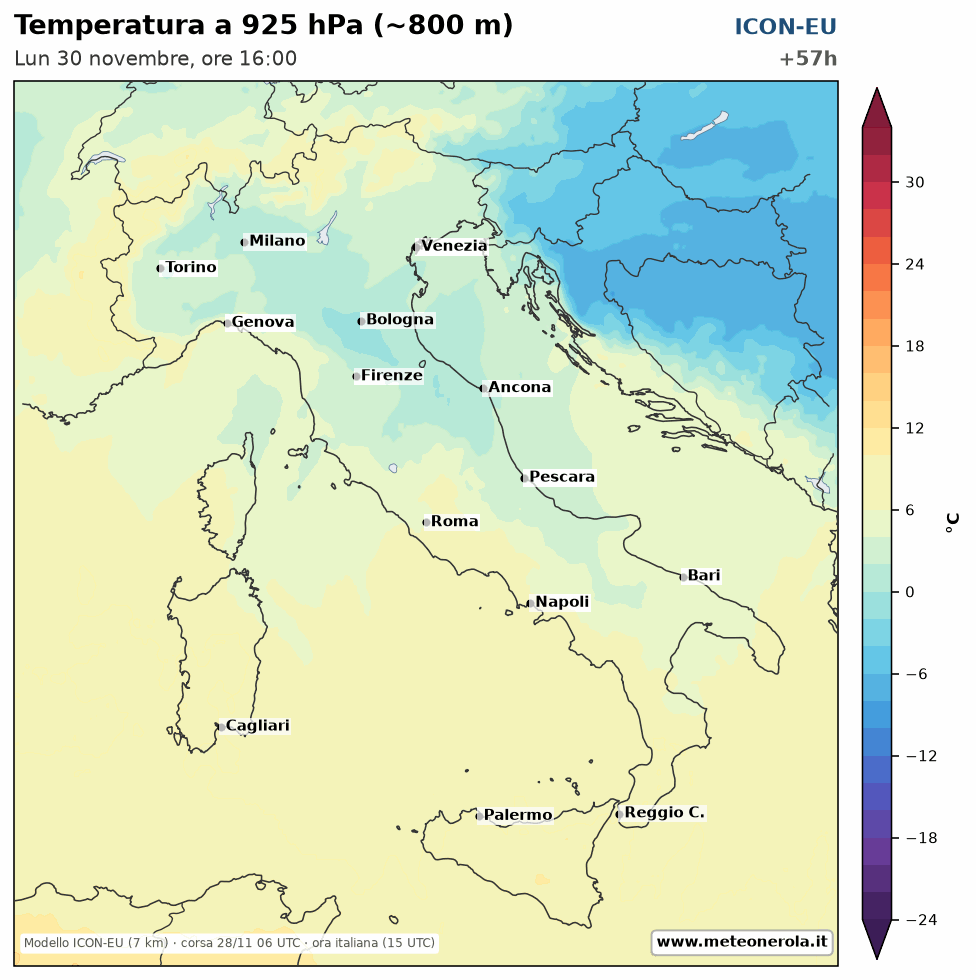 Temperatura a 925 hPa (~800 m)
ICON-EU
Lun 30 novembre, ore 16:00
+57h
Milano
Venezia
Torino
Genova
Bologna
Firenze
Ancona
Pescara
Roma
Bari
Napoli
Cagliari
Palermo
Reggio C.
30
24
18
12
6
0
−6
−12
−18
−24
°C
Modello ICON-EU (7 km) · corsa 28/11 06 UTC · ora italiana (15 UTC)
www.meteonerola.it